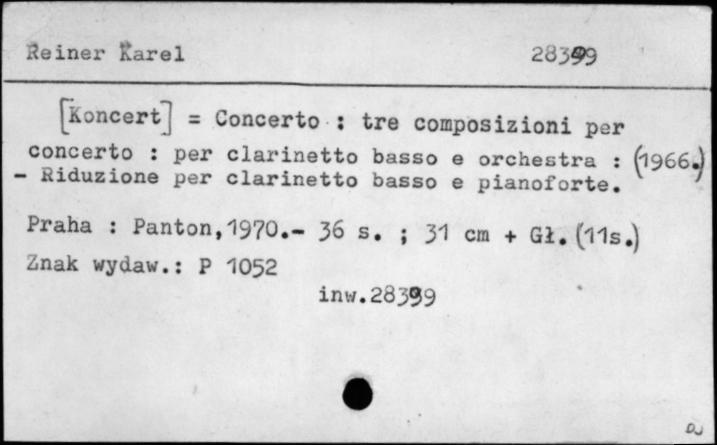 Reiner Karel 28399
[Koncert] = Concerto : tre composizioni per
concerto : per clarinetto basso e orchestra : (1966.)
- Riduzione per clarinetto basso e pianoforte.
Praha : Panton,1970.- 36 s. ; 31 cm + Gł.(11s.)
Znak wydaw.: P 1052
inw.28399